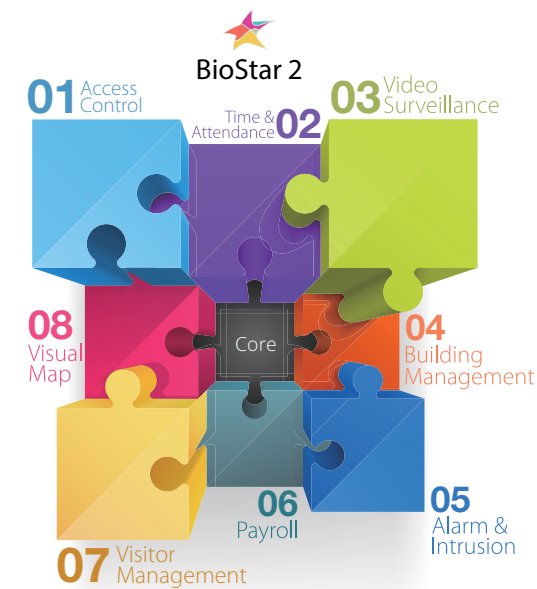 BioStar 2
01 Access
Control
Time &
Attendance 02
03 Video
Surveillance
Core
08
Visual
Map
04
Building
Management
05
Alarm &
Intrusion
06
Payroll
07 Visitor
Management